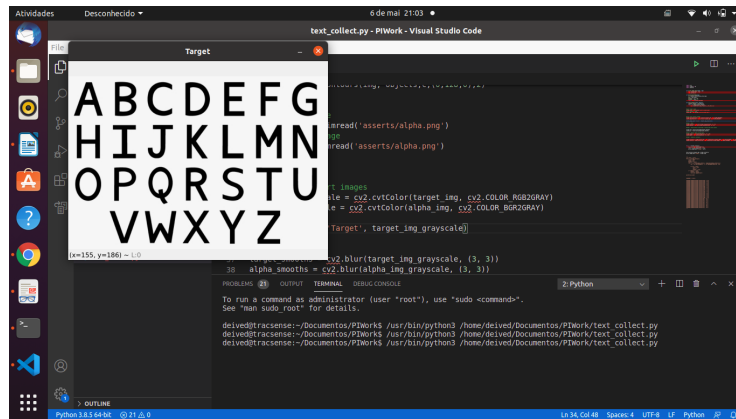 Atividades
Desconhecido
6 de mai 21:03
text_collect.py - PIWork - Visual Studio Code
File
Target
ABCDEFG
HIJKLMN
OPQRSTU
VWXYZ
(x=155, y=186) ~ L:0
imread('asserts/alpha.png')
mread('asserts/alpha.png')
rt images
ale = cv2.cvtColor(target_img, cv2.COLOR_RGB2GRAY)
le = cv2.cvtColor(alpha_img, cv2.COLOR_BGR2GRAY)
'Target', target_img_grayscale)
cv2.blur(target_img_grayscale, (3, 3))
38 alpha_smooths = cv2.blur(alpha_img_grayscale, (3, 3))
PROBLEMS 21 OUTPUT TERMINAL DEBUG CONSOLE 2: Python
To run a command as administrator (user "root"), use "sudo <command>".
See "man sudo_root" for details.
deived@tracsense:~/Documentos/PIWork$ /usr/bin/python3 /home/deived/Documentos/PIWork/text_collect.py
deived@tracsense:~/Documentos/PIWork$ /usr/bin/python3 /home/deived/Documentos/PIWork/text_collect.py
deived@tracsense:~/Documentos/PIWork$ /usr/bin/python3 /home/deived/Documentos/PIWork/text_collect.py
OUTLINE
Python 3.8.5 64-bit 21 0 Ln 34, Col 48 Spaces: 4 UTF-8 LF Python